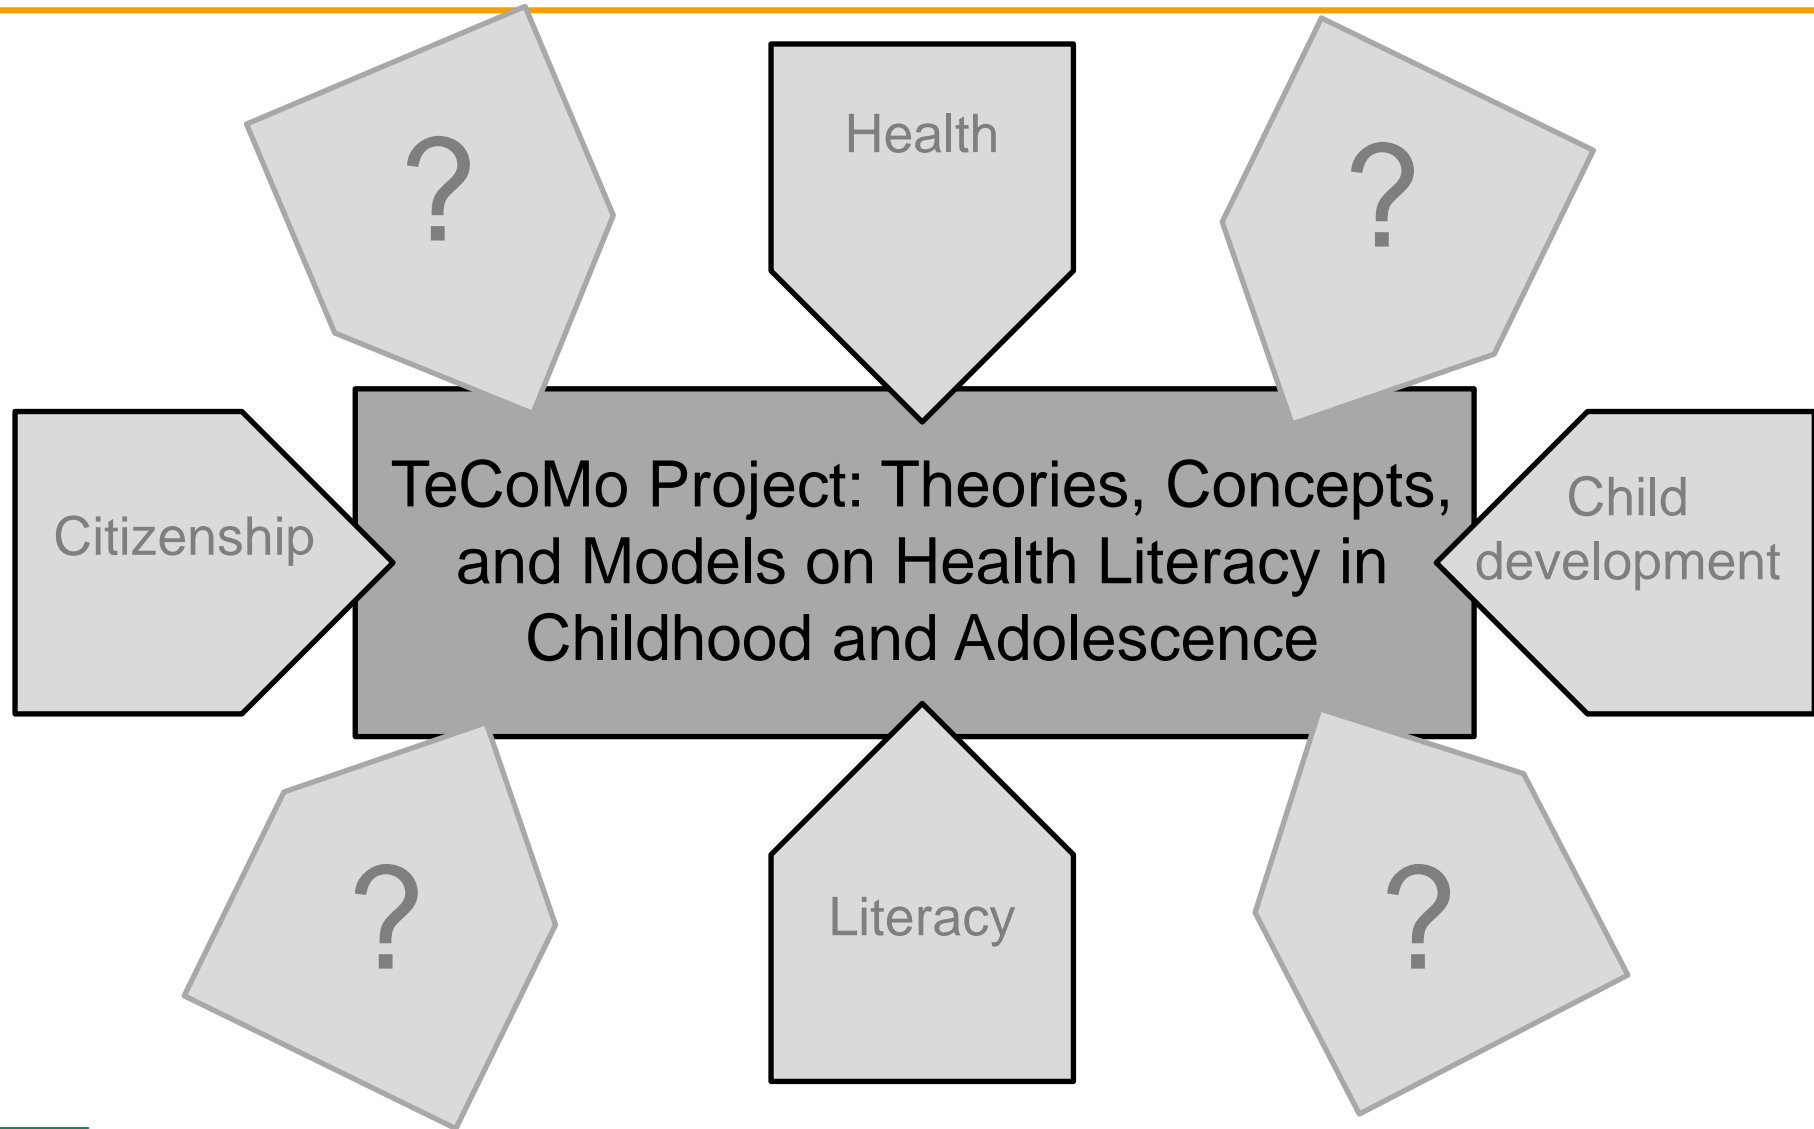 ?
Health
?
Citizenship
TeCoMo Project: Theories, Concepts,
and Models on Health Literacy in
Childhood and Adolescence
Child
development
?
Literacy
?